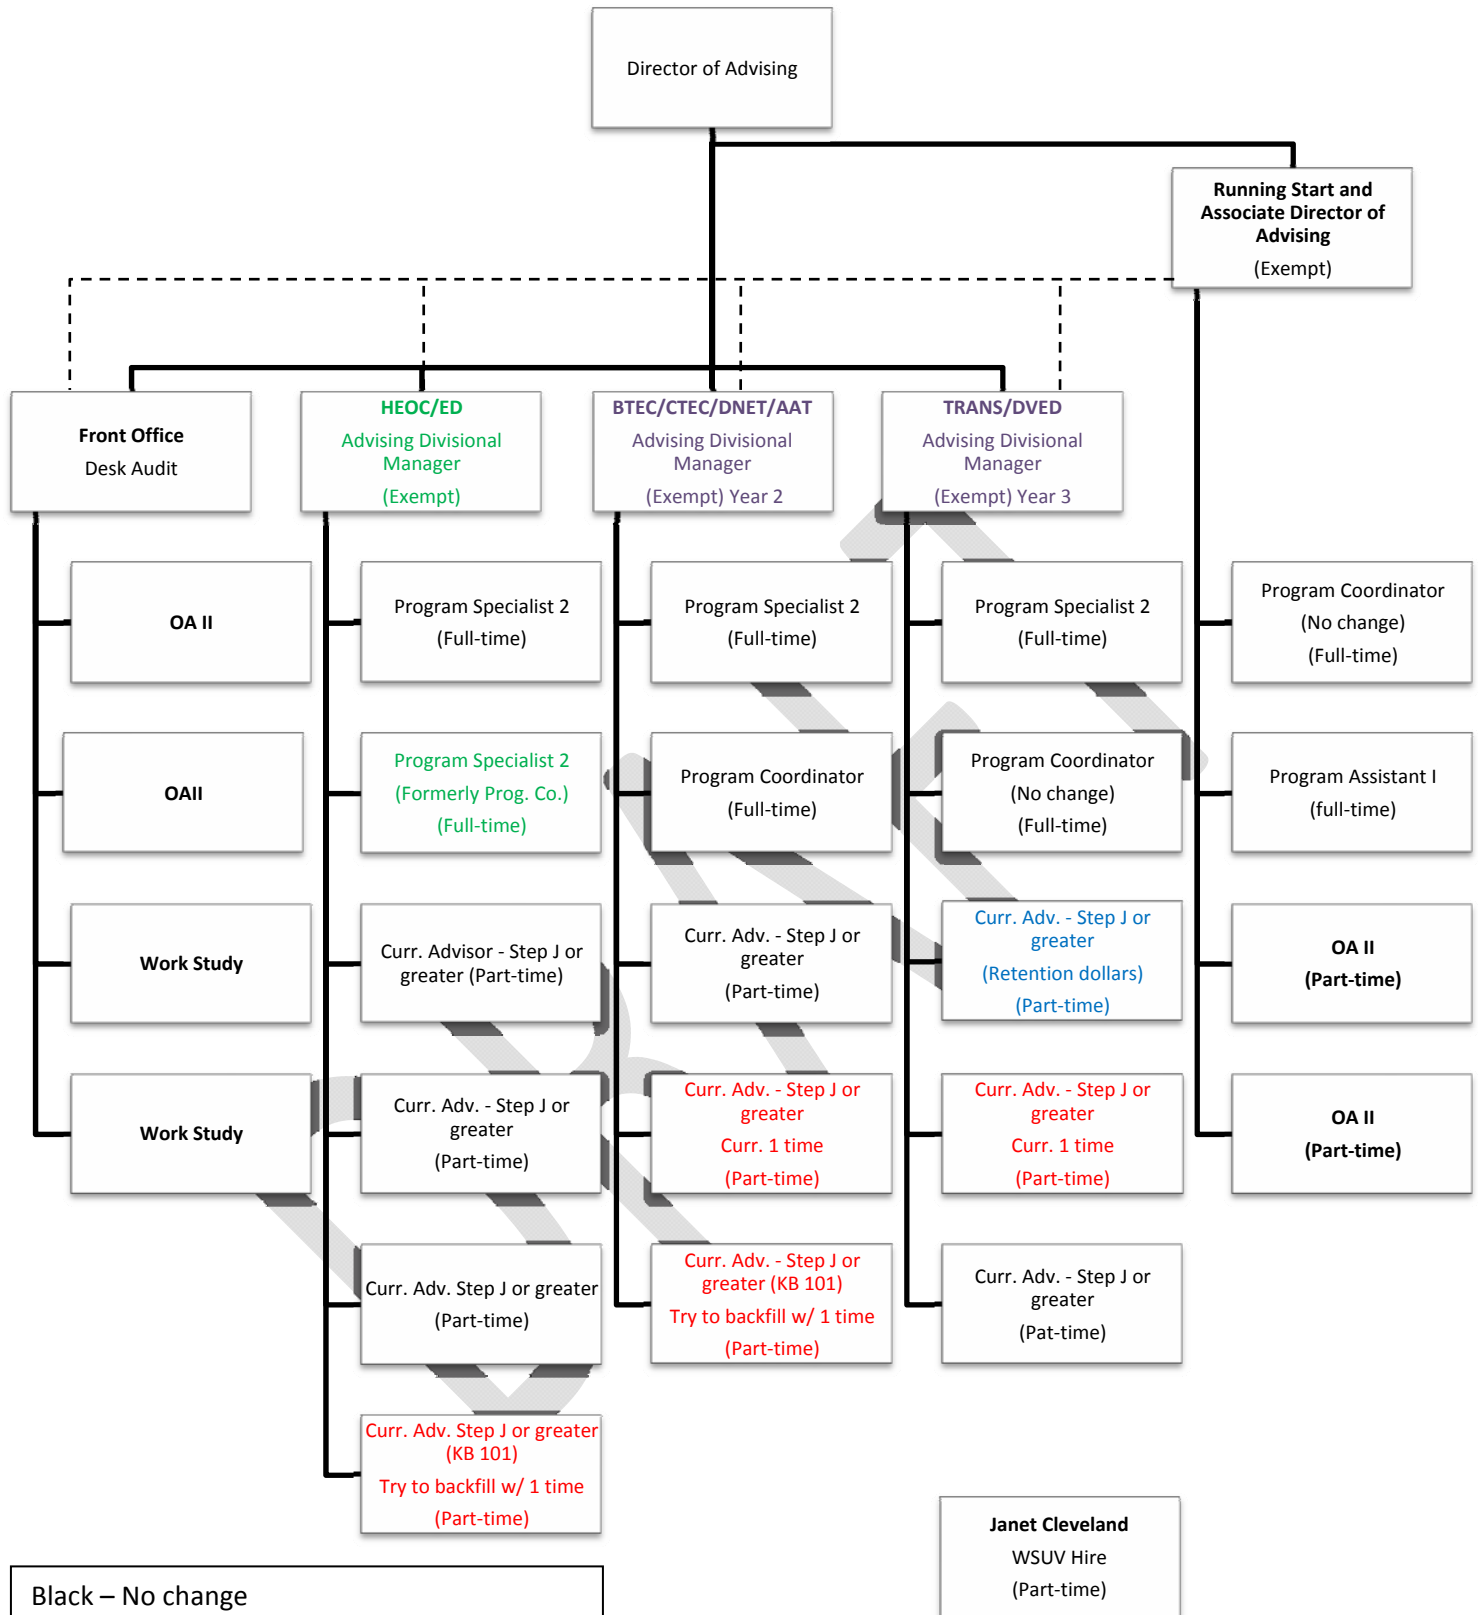 Director of Advising
Running Start and
Associate Director of
Advising
(Exempt)
Front Office
Desk Audit
HEOC/ED
Advising Divisional
Manager
(Exempt)
BTEC/CTEC/DNET/AAT
Advising Divisional
Manager
(Exempt) Year 2
TRANS/DVED
Advising Divisional
Manager
(Exempt) Year 3
OA II
OAII
Work Study
Work Study
Program Specialist 2
(Full-time)
Program Specialist 2
(Formerly Prog. Co.)
(Full-time)
Curr. Advisor - Step J or
greater (Part-time)
Curr. Adv. - Step J or
greater
(Part-time)
Curr. Adv. Step J or greater
(Part-time)
Curr. Adv. Step J or greater
(KB 101)
Try to backfill w/ 1 time
(Part-time)
Program Specialist 2
(Full-time)
Program Coordinator
(Full-time)
Curr. Adv. - Step J or
greater
(Part-time)
Curr. Adv. - Step J or
greater
Curr. 1 time
(Part-time)
Curr. Adv. - Step J or
greater (KB 101)
Try to backfill w/ 1 time
(Part-time)
Program Specialist 2
(Full-time)
Program Coordinator
(No change)
(Full-time)
Curr. Adv. - Step J or
greater
(Retention dollars)
(Part-time)
Curr. Adv. - Step J or
greater
Curr. 1 time
(Part-time)
Curr. Adv. - Step J or
greater
(Pat-time)
Program Coordinator
(No change)
(Full-time)
Program Assistant I
(full-time)
OA II
(Part-time)
OA II
(Part-time)
Janet Cleveland
WSUV Hire
(Part-time)
Black – No change
DRAFT